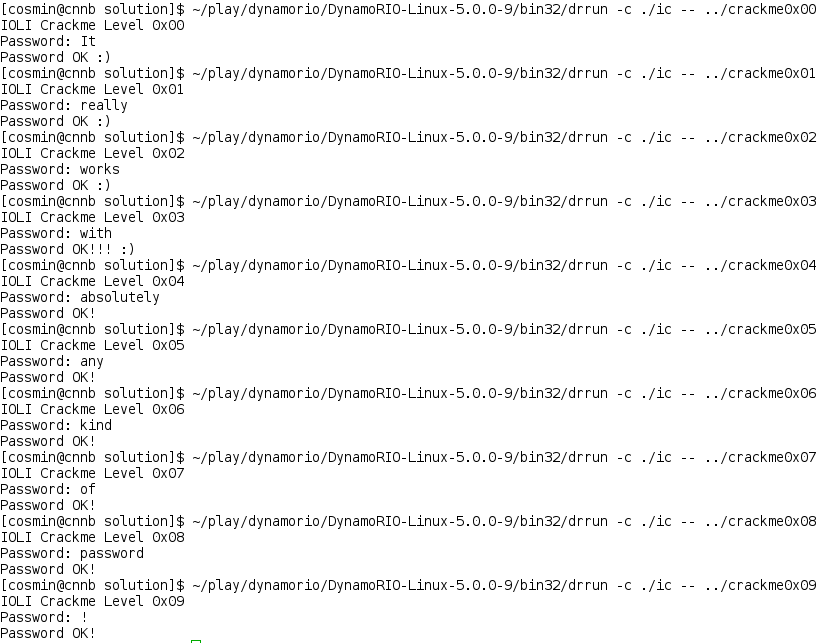 [cosmin@cnnb solution]$ ~/play/dynamorio/DynamoRIO-Linux-5.0.0-9/bin32/drrun -c ./ic -- ../crackme0x00
IOLI Crackme Level 0x00
Password: It
Password OK :)
[cosmin@cnnb solution]$ ~/play/dynamorio/DynamoRIO-Linux-5.0.0-9/bin32/drrun -c ./ic -- ../crackme0x01
IOLI Crackme Level 0x01
Password: really
Password OK :)
[cosmin@cnnb solution]$ ~/play/dynamorio/DynamoRIO-Linux-5.0.0-9/bin32/drrun -c ./ic -- ../crackme0x02
IOLI Crackme Level 0x02
Password: works
Password OK :)
[cosmin@cnnb solution]$ ~/play/dynamorio/DynamoRIO-Linux-5.0.0-9/bin32/drrun -c ./ic -- ../crackme0x03
IOLI Crackme Level 0x03
Password: with
Password OK!!! :)
[cosmin@cnnb solution]$ ~/play/dynamorio/DynamoRIO-Linux-5.0.0-9/bin32/drrun -c ./ic -- ../crackme0x04
IOLI Crackme Level 0x04
Password: absolutely
Password OK!
[cosmin@cnnb solution]$ ~/play/dynamorio/DynamoRIO-Linux-5.0.0-9/bin32/drrun -c ./ic -- ../crackme0x05
IOLI Crackme Level 0x05
Password: any
Password OK!
[cosmin@cnnb solution]$ ~/play/dynamorio/DynamoRIO-Linux-5.0.0-9/bin32/drrun -c ./ic -- ../crackme0x06
IOLI Crackme Level 0x06
Password: kind
Password OK!
[cosmin@cnnb solution]$ ~/play/dynamorio/DynamoRIO-Linux-5.0.0-9/bin32/drrun -c ./ic -- ../crackme0x07
IOLI Crackme Level 0x07
Password: of
Password OK!
[cosmin@cnnb solution]$ ~/play/dynamorio/DynamoRIO-Linux-5.0.0-9/bin32/drrun -c ./ic -- ../crackme0x08
IOLI Crackme Level 0x08
Password: password
Password OK!
[cosmin@cnnb solution]$ ~/play/dynamorio/DynamoRIO-Linux-5.0.0-9/bin32/drrun -c ./ic -- ../crackme0x09
IOLI Crackme Level 0x09
Password: !
Password OK!